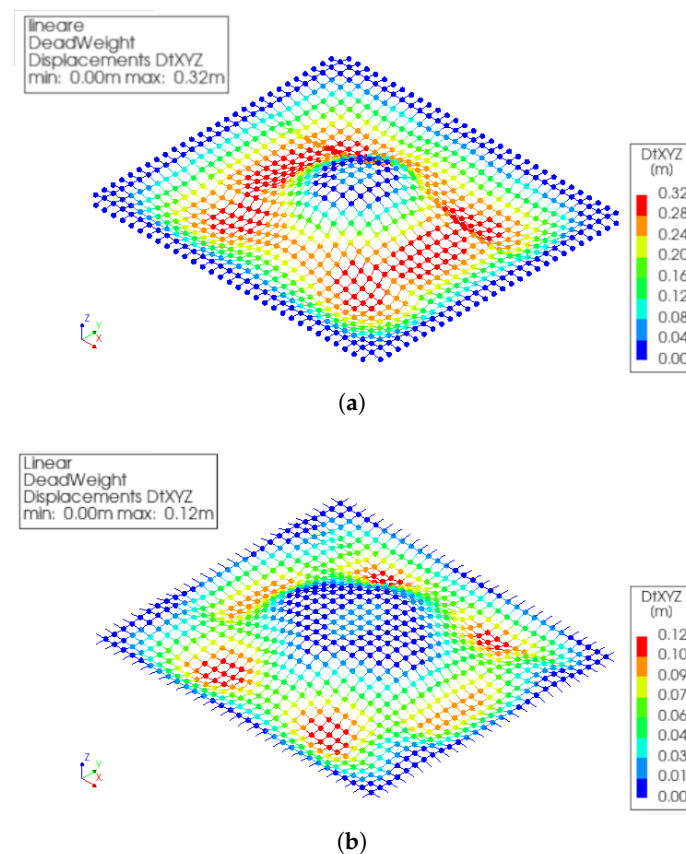 lineare
DeadWeight
Displacements DtXYZ
min: 0.00m max: 0.32m
DtXYZ
(m)
0.32
0.28
0.24
0.20
0.16
0.12
0.08
0.04
0.00
Z
Y
X
(a)
Linear
DeadWeight
Displacements DtXYZ
min: 0.00m max: 0.12m
DtXYZ
(m)
0.12
0.10
0.09
0.07
0.06
0.04
0.03
0.01
0.00
Z
Y
X
(b)